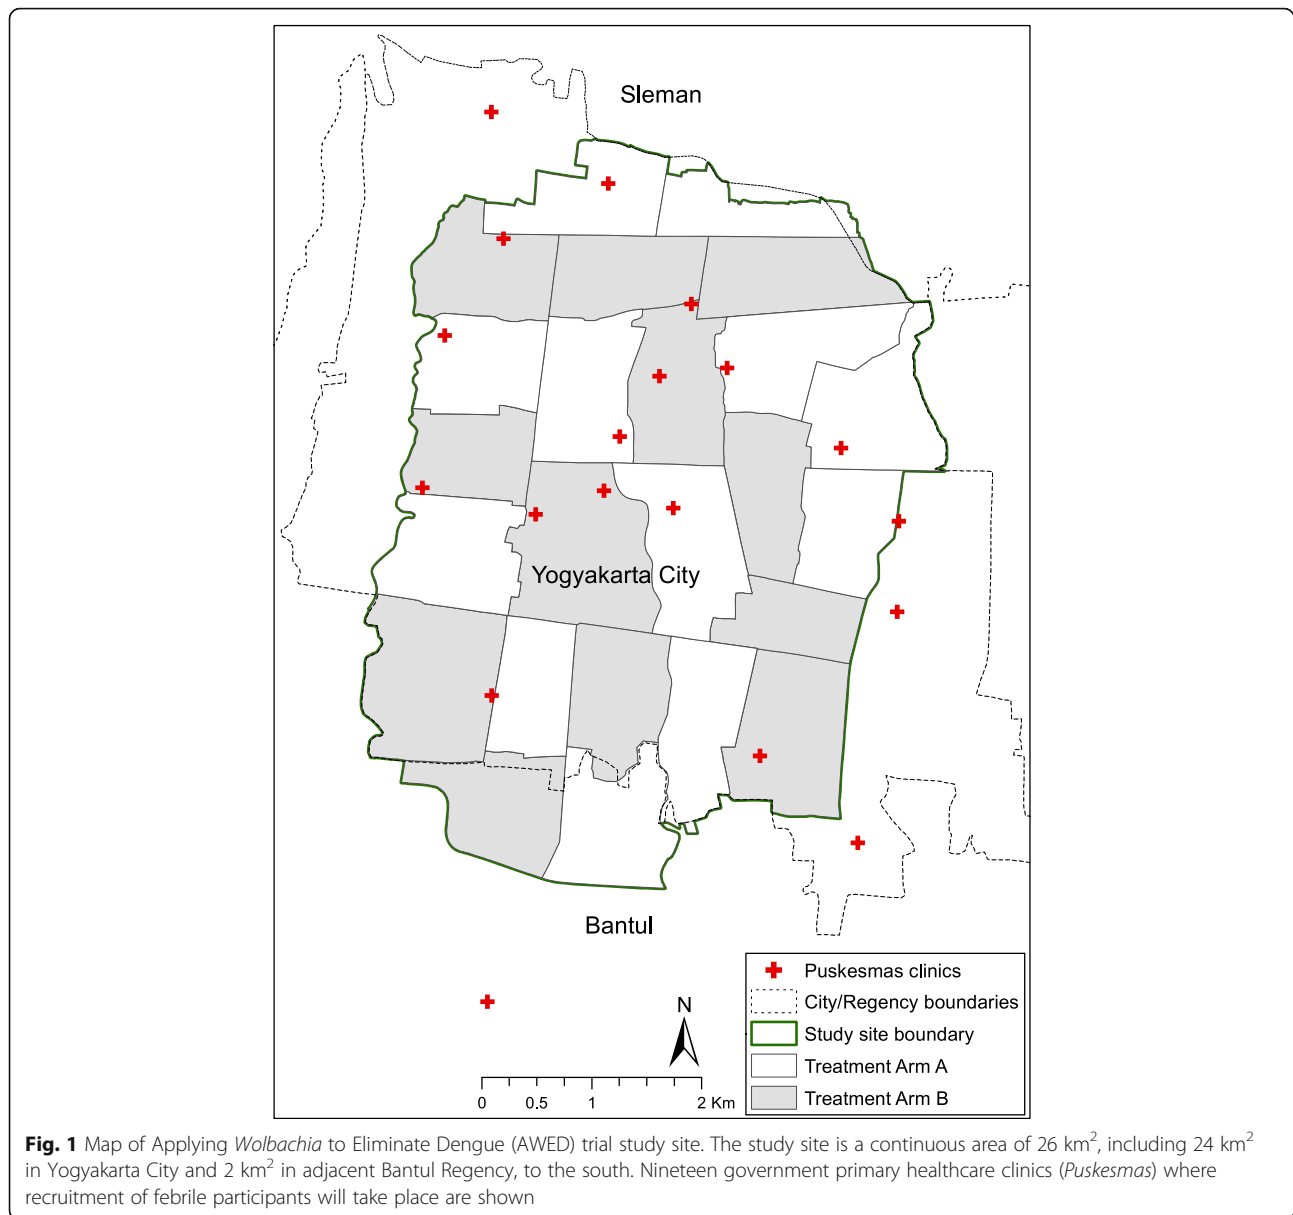 Sleman
Yogyakarta City
Bantul
Puskesmas clinics
City/Regency boundaries
Study site boundary
Treatment Arm A
Treatment Arm B
N
0 0.5 1 2 Km
Fig. 1 Map of Applying Wolbachia to Eliminate Dengue (AWED) trial study site. The study site is a continuous area of 26 km², including 24 km²
in Yogyakarta City and 2 km² in adjacent Bantul Regency, to the south. Nineteen government primary healthcare clinics (Puskesmas) where
recruitment of febrile participants will take place are shown